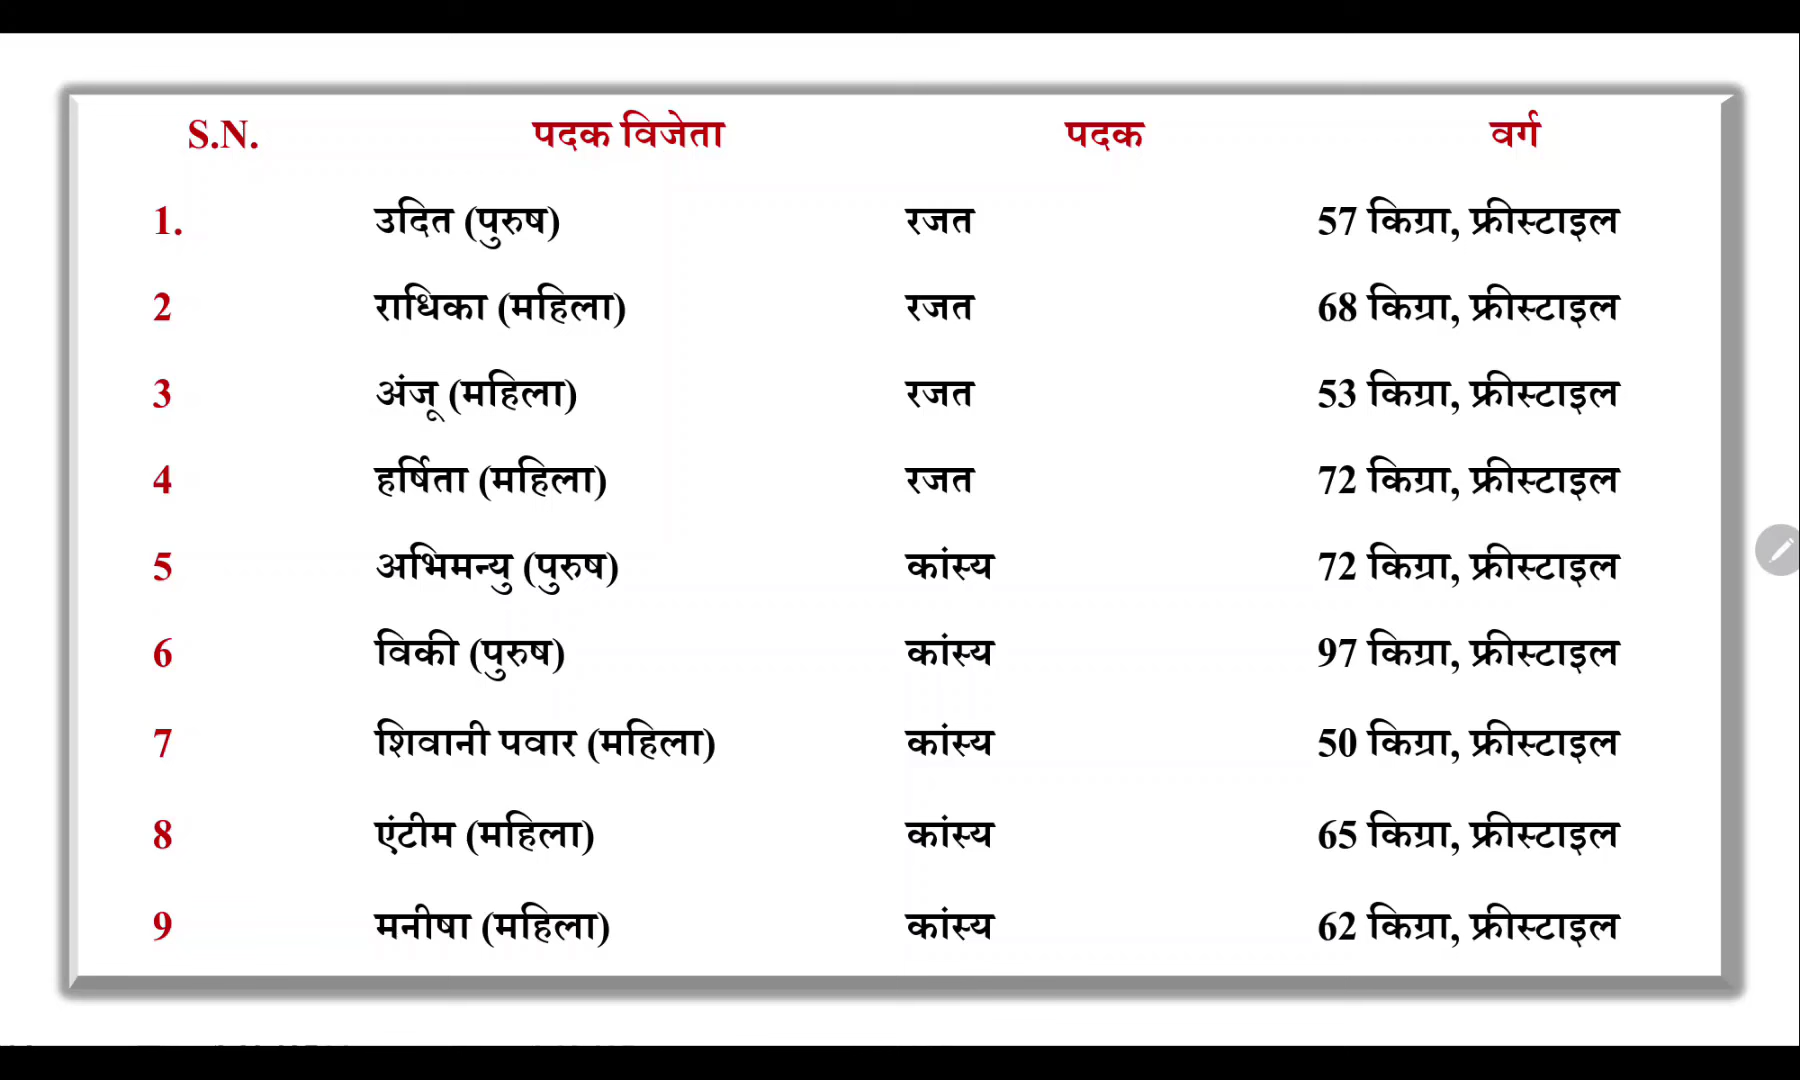 S.N. पदक विजेता पदक वर्ग
1. उदित (पुरुष) रजत 57 किग्रा, फ्रीस्टाइल
2 राधिका (महिला) रजत 68 किग्रा, फ्रीस्टाइल
3 अंजू (महिला) रजत 53 किग्रा, फ्रीस्टाइल
4 हर्षिता (महिला) रजत 72 किग्रा, फ्रीस्टाइल
5 अभिमन्यु (पुरुष) कांस्य 72 किग्रा, फ्रीस्टाइल
6 विकी (पुरुष) कांस्य 97 किग्रा, फ्रीस्टाइल
7 शिवानी पवार (महिला) कांस्य 50 किग्रा, फ्रीस्टाइल
8 एंटीम (महिला) कांस्य 65 किग्रा, फ्रीस्टाइल
9 मनीषा (महिला) कांस्य 62 किग्रा, फ्रीस्टाइल